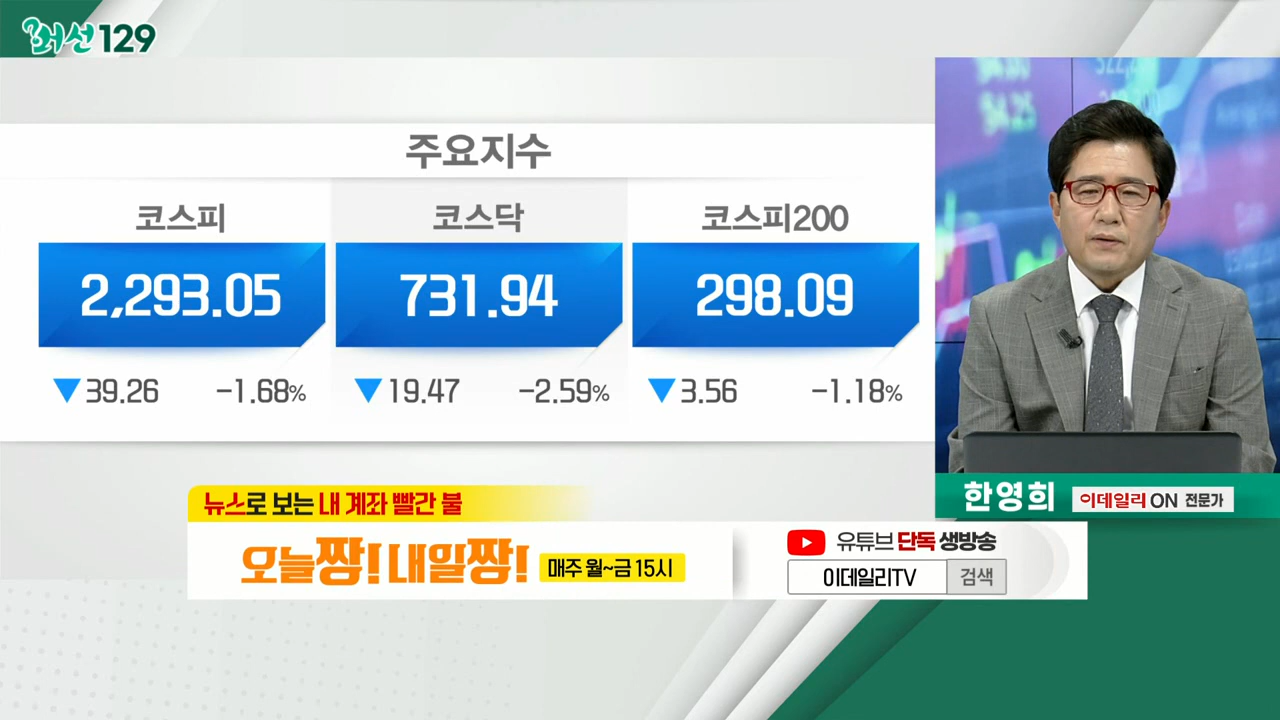 최선129
주요지수
코스피
코스닥
코스피200
2,293.05
731.94
298.09
▼39.26 -1.68%
▼19.47 -2.59%
▼3.56 -1.18%
한영희
이데일리ON 전문가
뉴스로 보는 내 계좌 빨간 불
오늘짱! 내일짱!
매주 월~금 15시
유튜브 단독 생방송
이데일리TV 검색